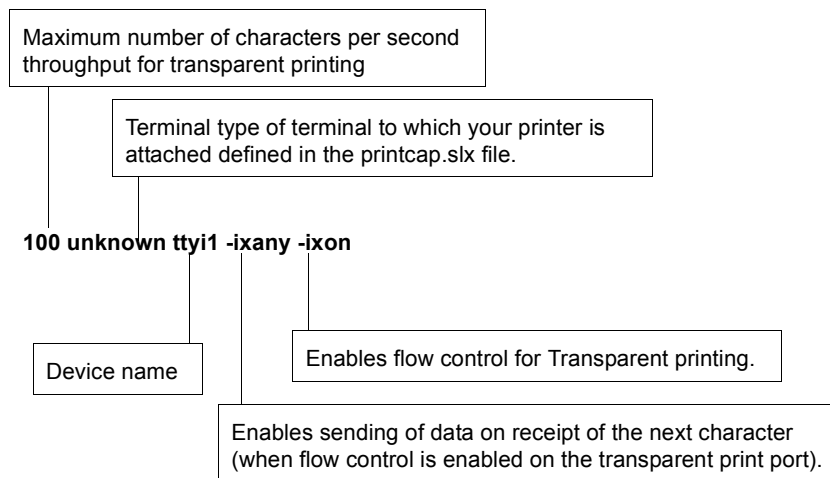 Maximum number of characters per second
throughput for transparent printing
Terminal type of terminal to which your printer is
attached defined in the printcap.slx file.
100 unknown ttyi1 -ixany -ixon
Device name
Enables flow control for Transparent printing.
Enables sending of data on receipt of the next character
(when flow control is enabled on the transparent print port).